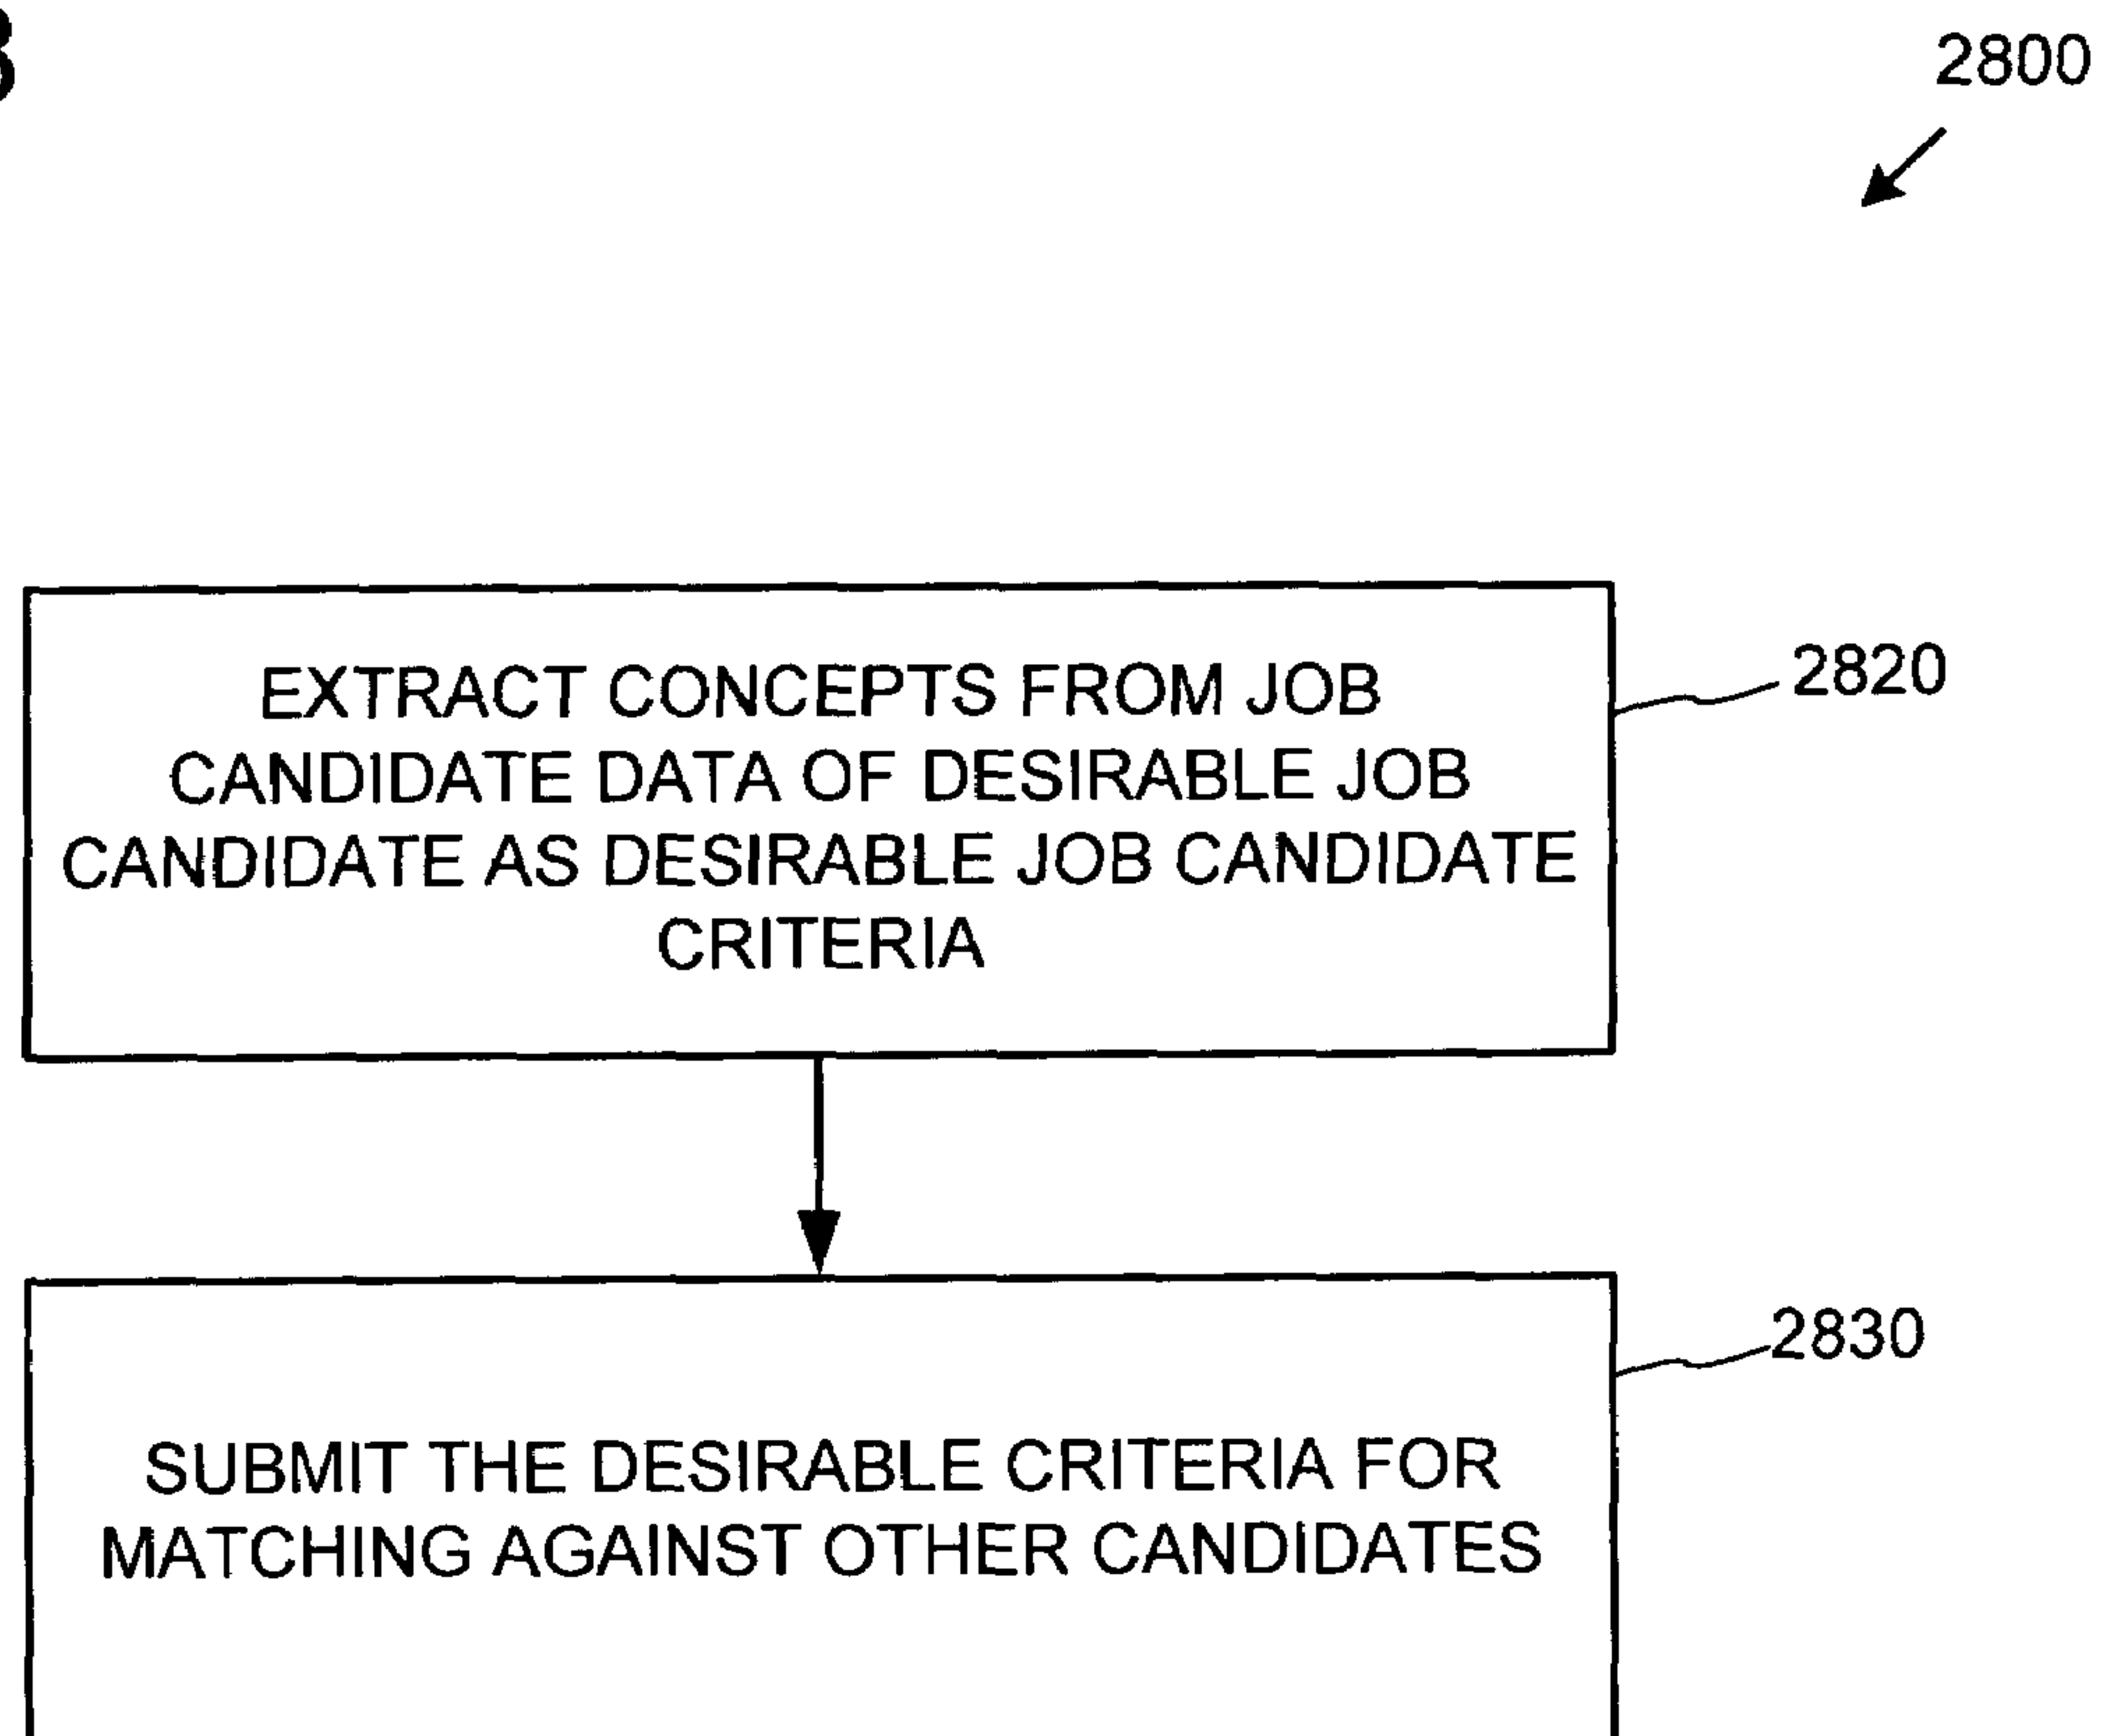 2800
EXTRACT CONCEPTS FROM JOB
CANDIDATE DATA OF DESIRABLE JOB
CANDIDATE AS DESIRABLE JOB CANDIDATE
CRITERIA
2820
2830
SUBMIT THE DESIRABLE CRITERIA FOR
MATCHING AGAINST OTHER CANDIDATES